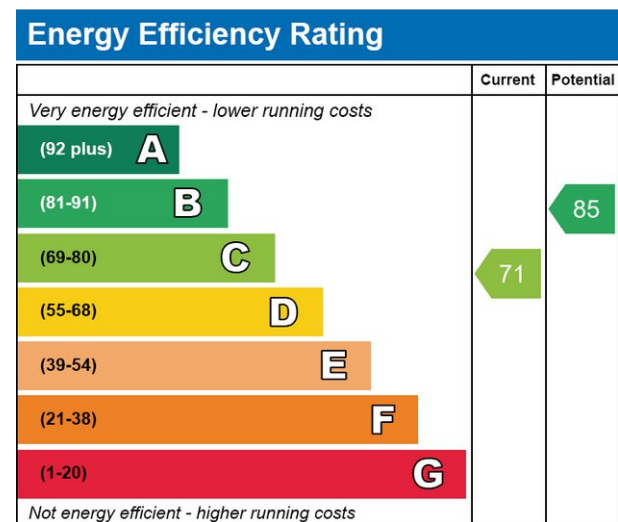 Energy Efficiency Rating
Current Potential
Very energy efficient - lower running costs
(92 plus) A
(81-91) B
85
(69-80) C
71
(55-68) D
(39-54) E
(21-38) F
(1-20) G
Not energy efficient - higher running costs